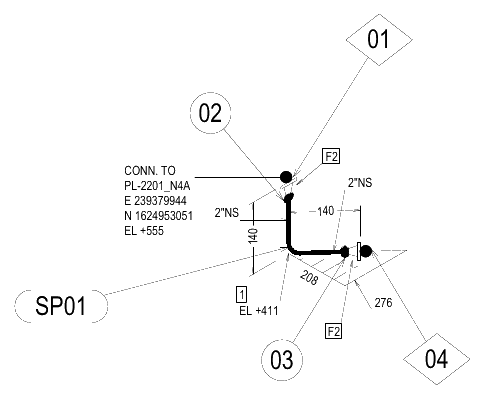 01
02
F2
CONN. TO
PL-2201_N4A
E 239379944
N 1624953051
EL +555
2"NS
2"NS
140
140
208
276
1
EL +411
SP01
F2
03
04